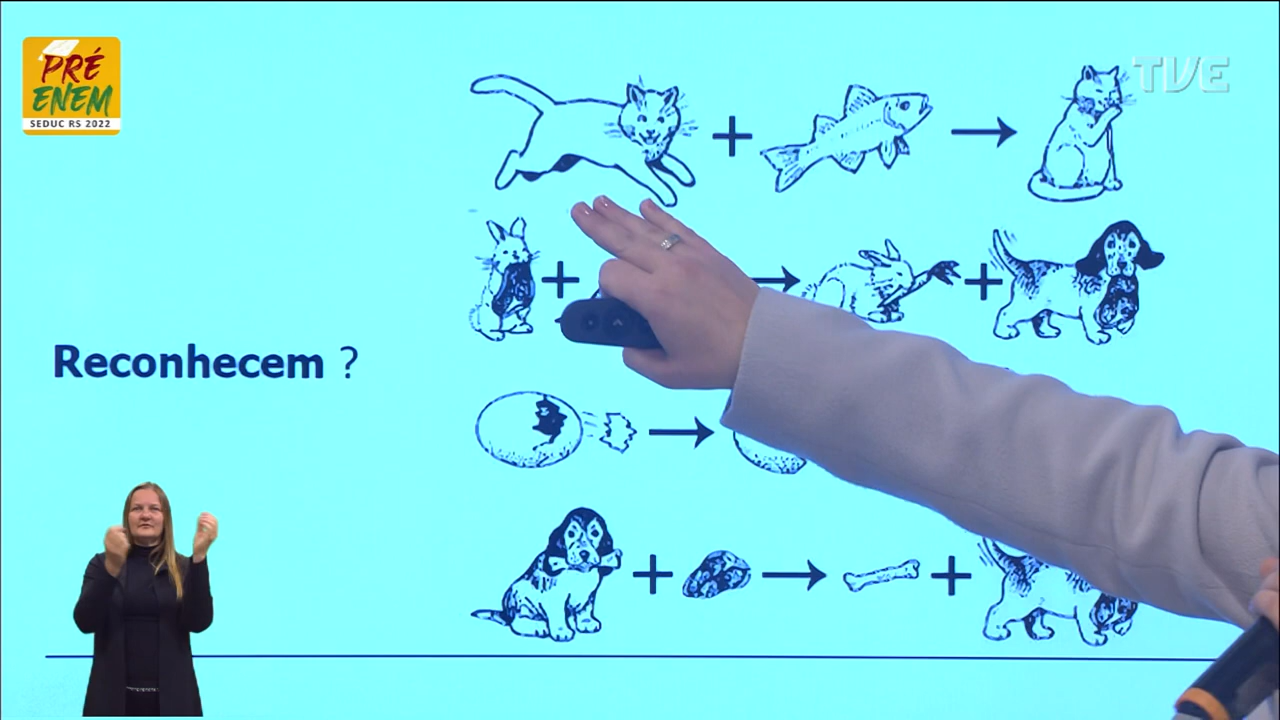 PRÉ
ENEM
SEDUC RS 2022
TVE
+
+
+
Reconhecem ?
+
+